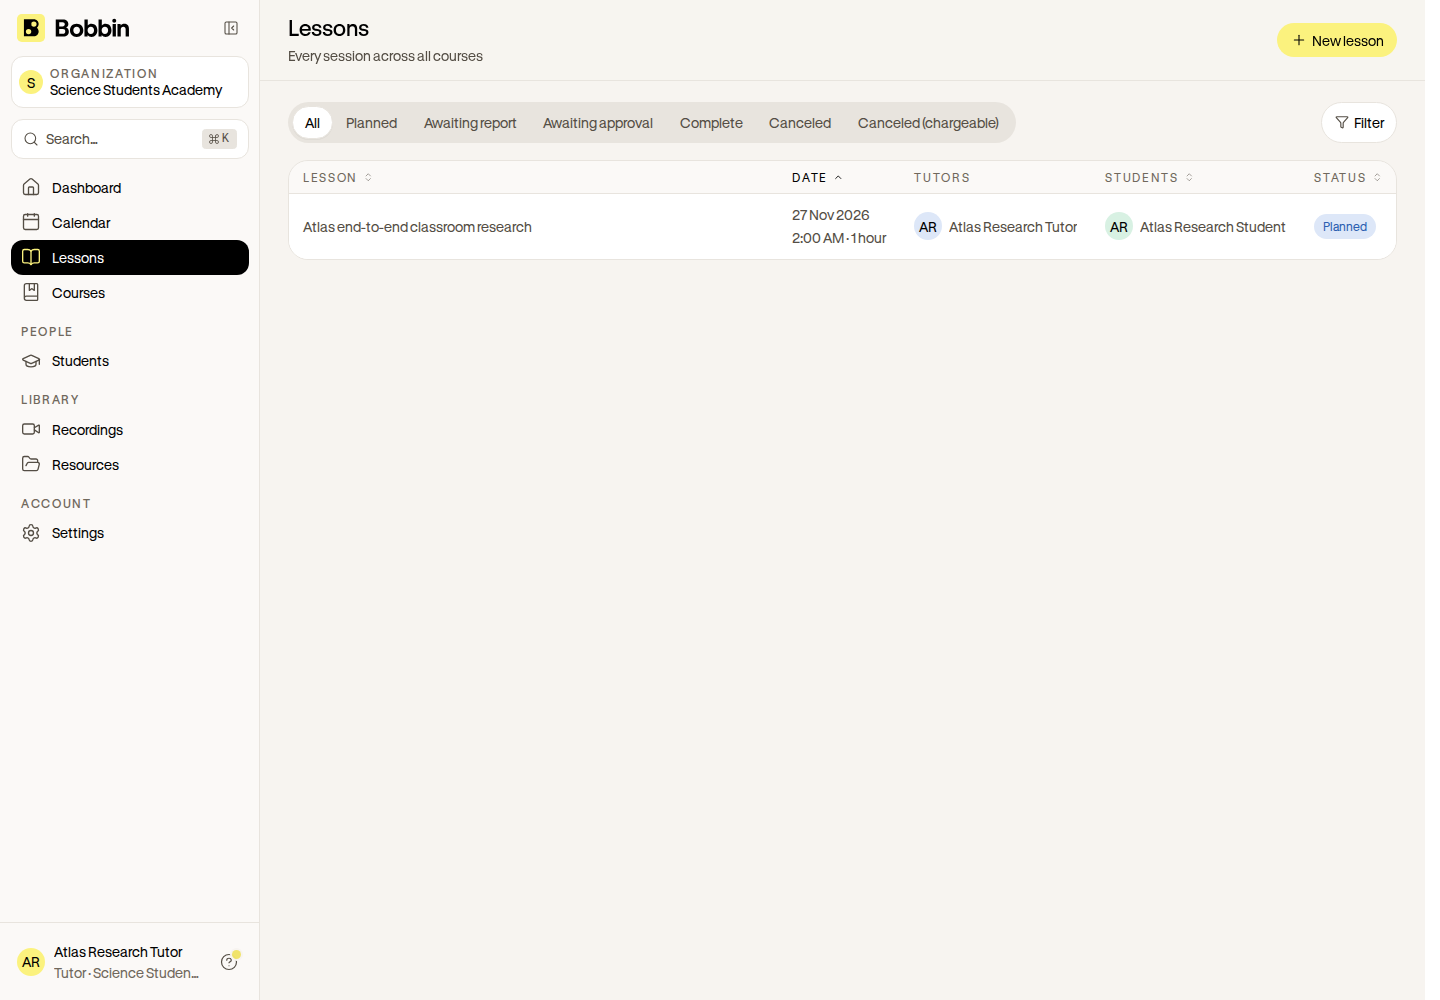 Bobbin
ORGANIZATION
S
Science Students Academy
Search...
⌘ K
Dashboard
Calendar
Lessons
Courses
PEOPLE
Students
LIBRARY
Recordings
Resources
ACCOUNT
Settings
AR
Atlas Research Tutor
Tutor · Science Studen...
Lessons
Every session across all courses
+ New lesson
All Planned Awaiting report Awaiting approval Complete Canceled Canceled (chargeable)
Filter
LESSON DATE TUTORS STUDENTS STATUS
Atlas end-to-end classroom research
27 Nov 2026
2:00 AM · 1 hour
AR Atlas Research Tutor
AR Atlas Research Student
Planned